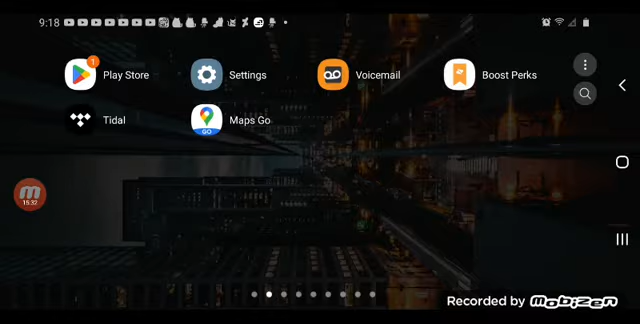 9:18
1
Play Store
Settings
Voicemail
Boost Perks
Tidal
GO
Maps Go
m
15:32
Recorded by Mobizen